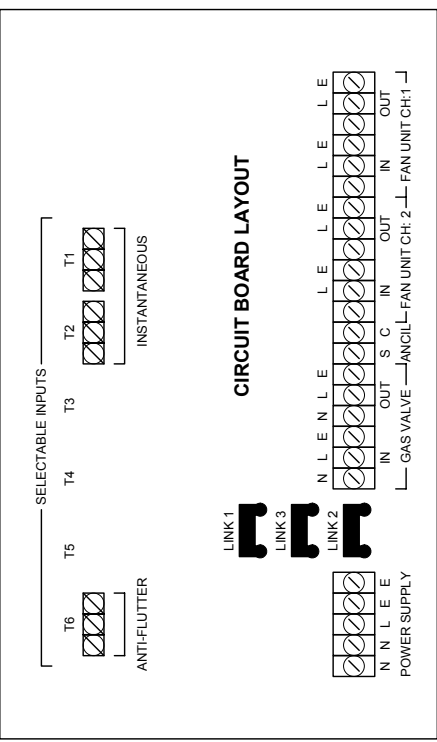 SELECTABLE INPUTS
T6 T5 T4 T3 T2 T1
ANTI-FLUTTER INSTANTANEOUS
LINK 1
CIRCUIT BOARD LAYOUT
LINK 3
LINK 2
N L E N L E L E L E L E L E
N N L E E IN OUT S C IN OUT IN OUT
POWER SUPPLY GAS VALVE ANCIL FAN UNIT CH: 2 FAN UNIT CH:1